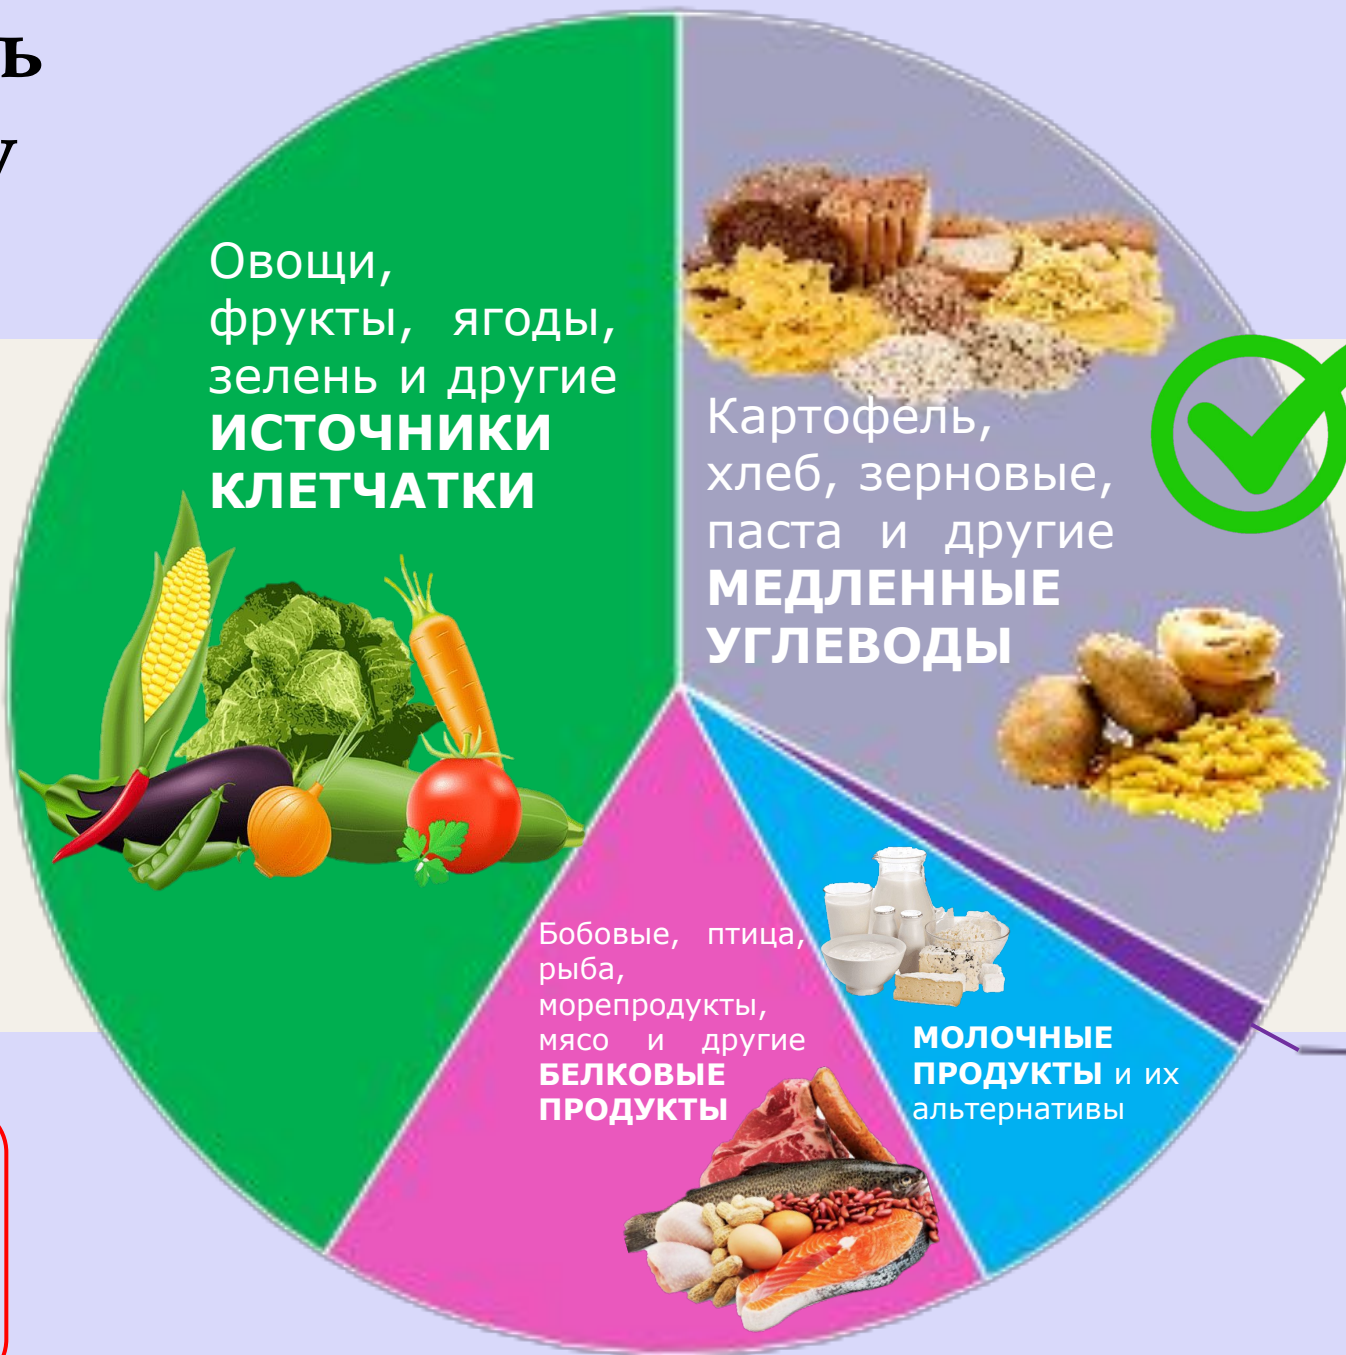 ь
у
Овощи,
фрукты, ягоды,
зелень и другие
ИСТОЧНИКИ
КЛЕТЧАТКИ
Картофель,
хлеб, зерновые,
паста и другие
МЕДЛЕННЫЕ
УГЛЕВОДЫ
Бобовые, птица,
рыба,
морепродукты,
мясо и другие
БЕЛКОВЫЕ
ПРОДУКТЫ
МОЛОЧНЫЕ
ПРОДУКТЫ и их
альтернативы